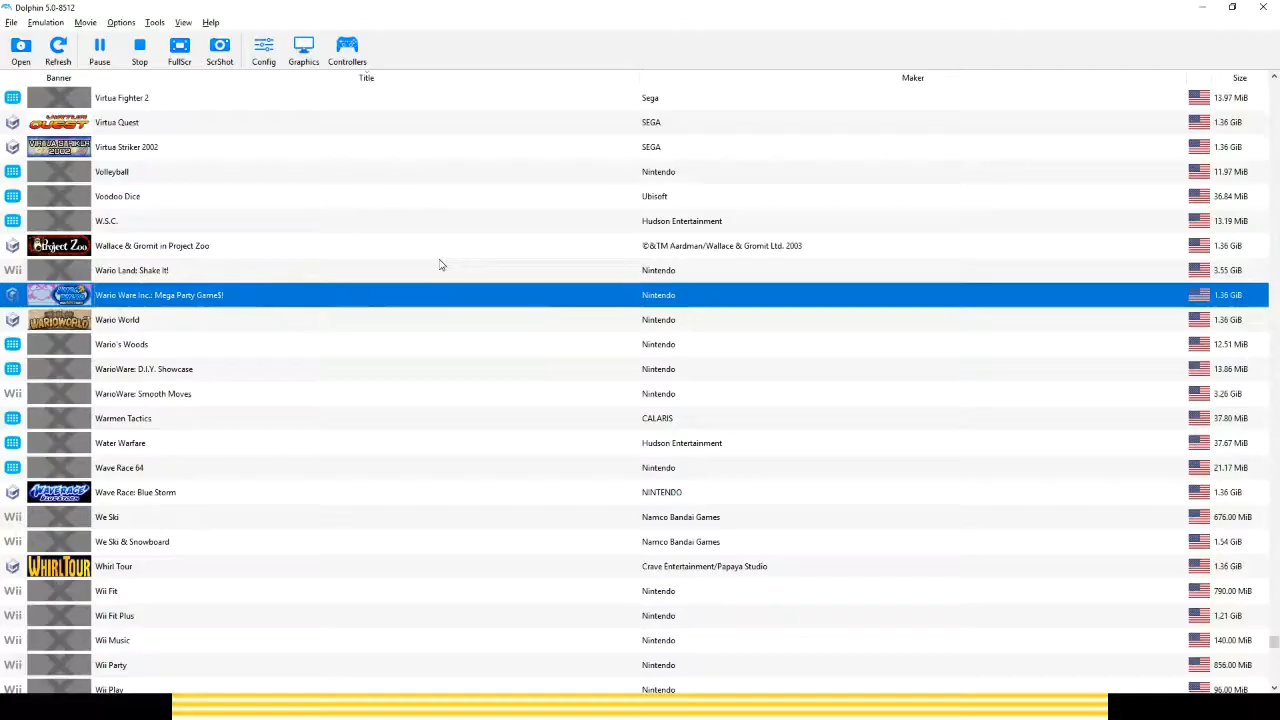 Dolphin 5.0-8512
File Emulation Movie Options Tools View Help
Open Refresh Pause Stop FullScr ScrShot Config Graphics Controllers
Banner Title Maker Size
Virtua Fighter 2 Sega 13.97 MiB
VIRTUA QUEST Virtua Quest SEGA 1.36 GiB
VIRTUA STRIKER 2002 Virtua Striker 2002 SEGA 1.36 GiB
Volleyball Nintendo 11.97 MiB
Voodoo Dice Ubisoft 36.84 MiB
W.S.C. Hudson Entertainment 13.19 MiB
Project Zoo Wallace & Gromit in Project Zoo ©&TM Aardman/Wallace & Gromit Ltd. 2003 1.36 GiB
Wii Wario Land: Shake It! Nintendo 3.55 GiB
Wario Ware Inc.: Mega Party Game$! Nintendo 1.36 GiB
WARIOWORLD Wario World Nintendo 1.36 GiB
Wario's Woods Nintendo 12.51 MiB
WarioWare: D.I.Y. Showcase Nintendo 13.86 MiB
Wii WarioWare: Smooth Moves Nintendo 3.26 GiB
Warmen Tactics CALARIS 37.80 MiB
Water Warfare Hudson Entertainment 37.67 MiB
Wave Race 64 Nintendo 21.17 MiB
WAVERACE BLUE STORM Wave Race: Blue Storm NINTENDO 1.36 GiB
Wii We Ski Namco Bandai Games 676.00 MiB
Wii We Ski & Snowboard Namco Bandai Games 1.54 GiB
WHIRLTOUR Whirl Tour Crave Entertainment/Papaya Studio 1.36 GiB
Wii Wii Fit Nintendo 790.00 MiB
Wii Wii Fit Plus Nintendo 1.21 GiB
Wii Wii Music Nintendo 140.00 MiB
Wii Wii Party Nintendo 856.00 MiB
Wii Wii Play Nintendo 96.00 MiB